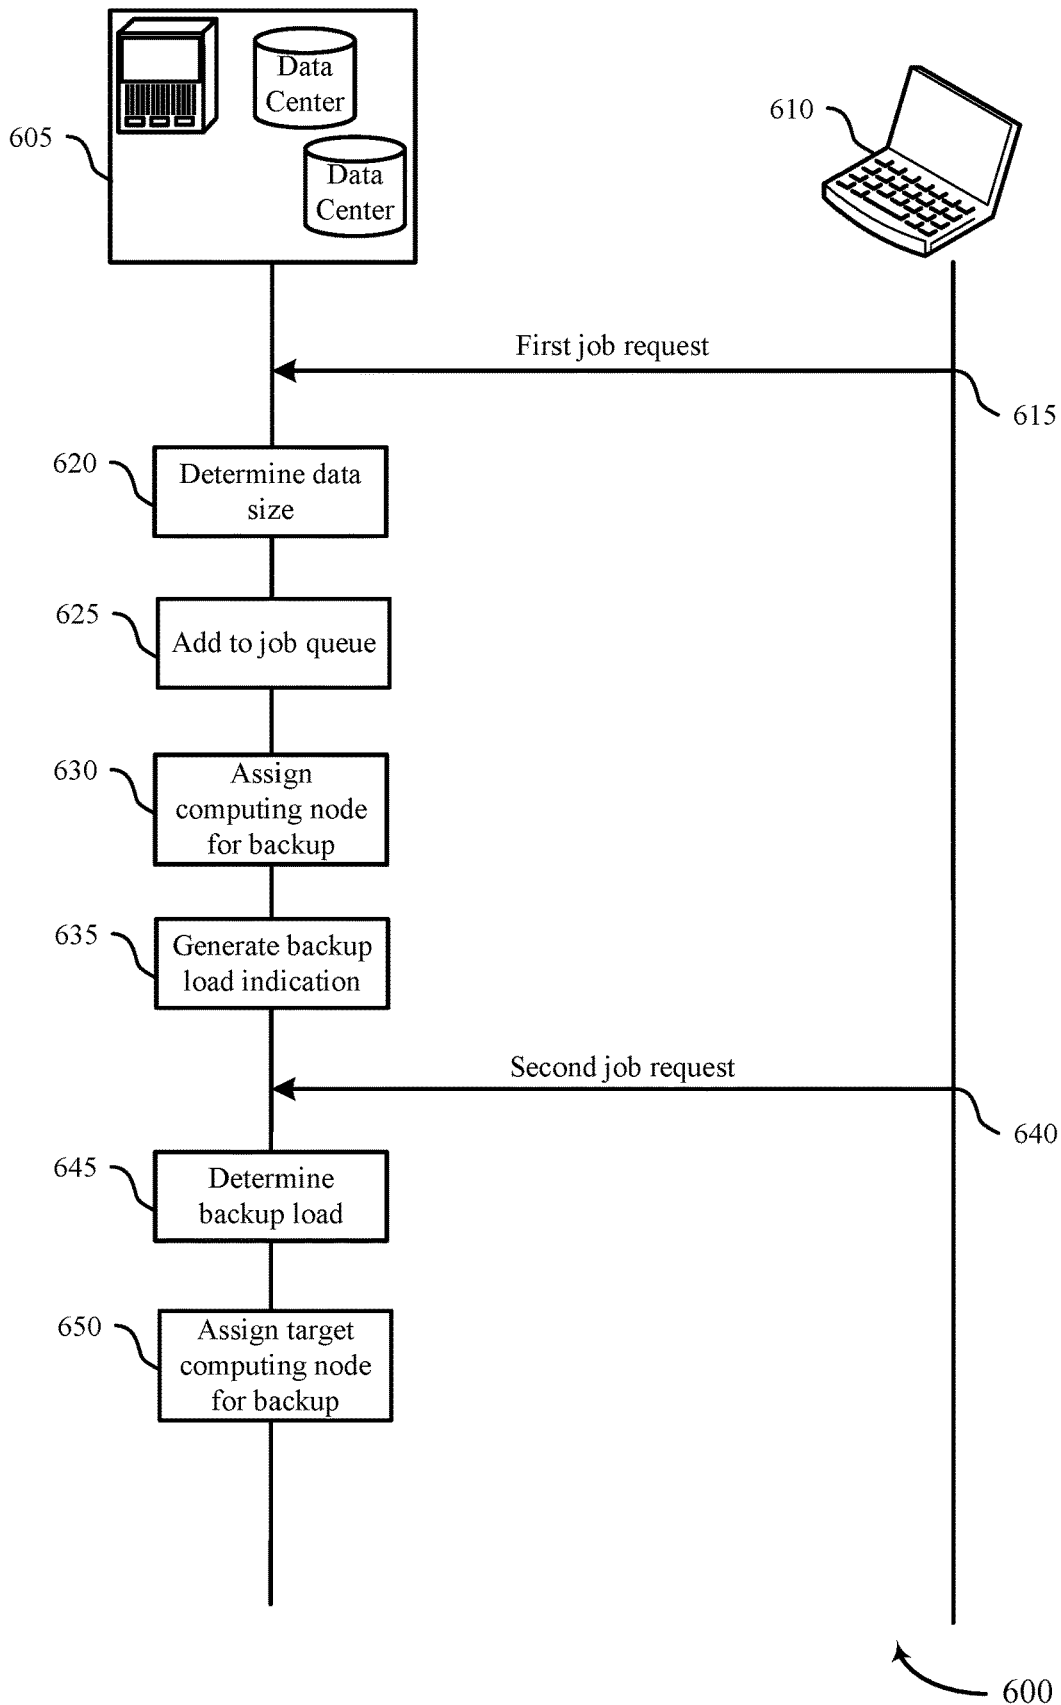 Data
Center
Data
Center
605
610
First job request
615
620
Determine data
size
625
Add to job queue
630
Assign
computing node
for backup
635
Generate backup
load indication
Second job request
640
645
Determine
backup load
650
Assign target
computing node
for backup
600